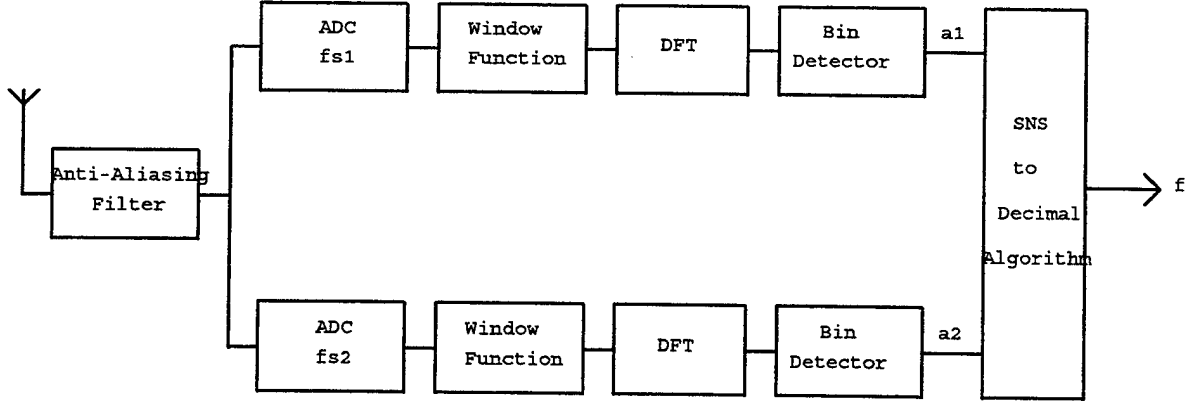 ADC
fs1
Window
Function
DFT
Bin
Detector
a1
Anti-Aliasing
Filter
SNS
to
Decimal
Algorithm
f
ADC
fs2
Window
Function
DFT
Bin
Detector
a2